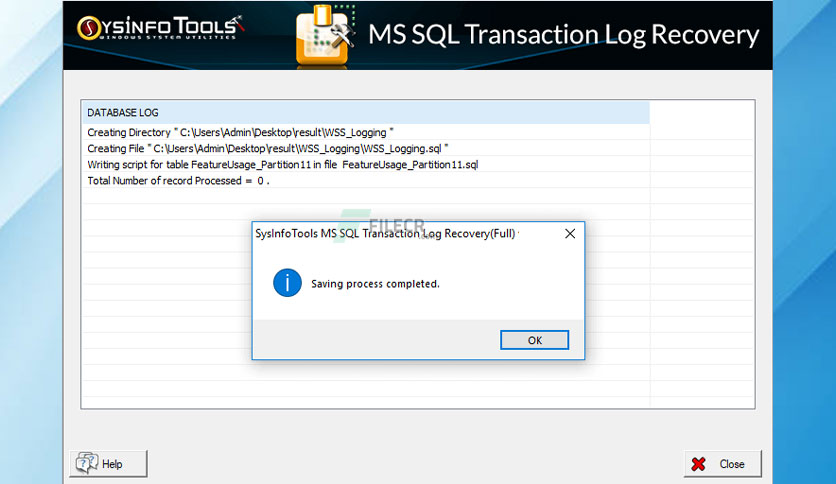 SYSINFOTOOLS
WINDOWS SYSTEM UTILITIES
MS SQL Transaction Log Recovery
DATABASE LOG
Creating Directory " C:\Users\Admin\Desktop\result\WSS_Logging "
Creating File " C:\Users\Admin\Desktop\result\WSS_Logging\WSS_Logging.sql "
Writing script for table FeatureUsage_Partition11 in file FeatureUsage_Partition11.sql
Total Number of record Processed = 0 .
FILECR
SysInfoTools MS SQL Transaction Log Recovery(Full)
Saving process completed.
OK
Help
Close